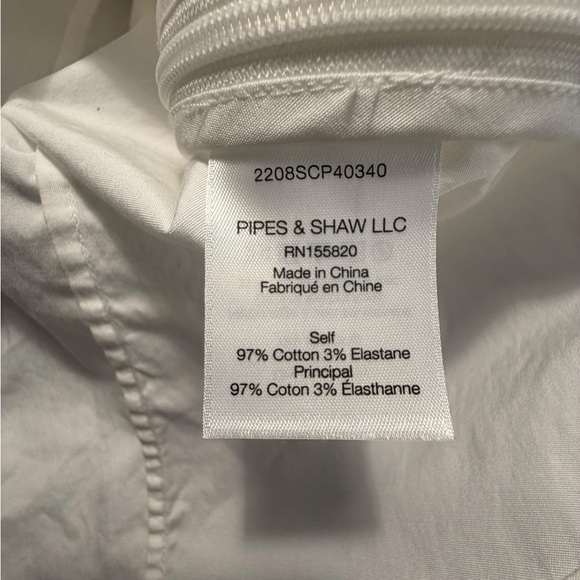 2208SCP40340
PIPES & SHAW LLC
RN155820
Made in China
Fabriqué en Chine
Self
97% Cotton 3% Elastane
Principal
97% Coton 3% Élasthanne